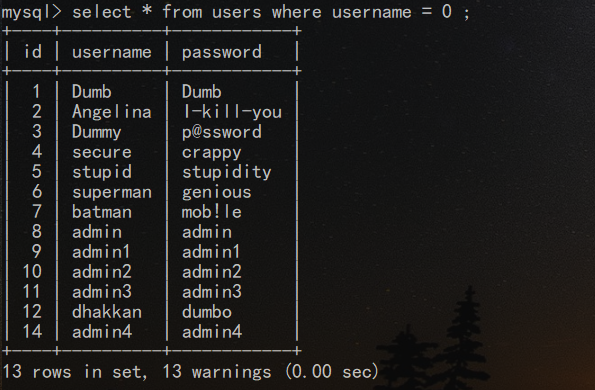 mysql> select * from users where username = 0 ;
+----+----------+------------+
| id | username | password   |
+----+----------+------------+
|  1 | Dumb     | Dumb       |
|  2 | Angelina | I-kill-you |
|  3 | Dummy    | p@ssword   |
|  4 | secure   | crappy     |
|  5 | stupid   | stupidity  |
|  6 | superman | genious    |
|  7 | batman   | mob!le     |
|  8 | admin    | admin      |
|  9 | admin1   | admin1     |
| 10 | admin2   | admin2     |
| 11 | admin3   | admin3     |
| 12 | dhakkan  | dumbo      |
| 14 | admin4   | admin4     |
+----+----------+------------+
13 rows in set, 13 warnings (0.00 sec)